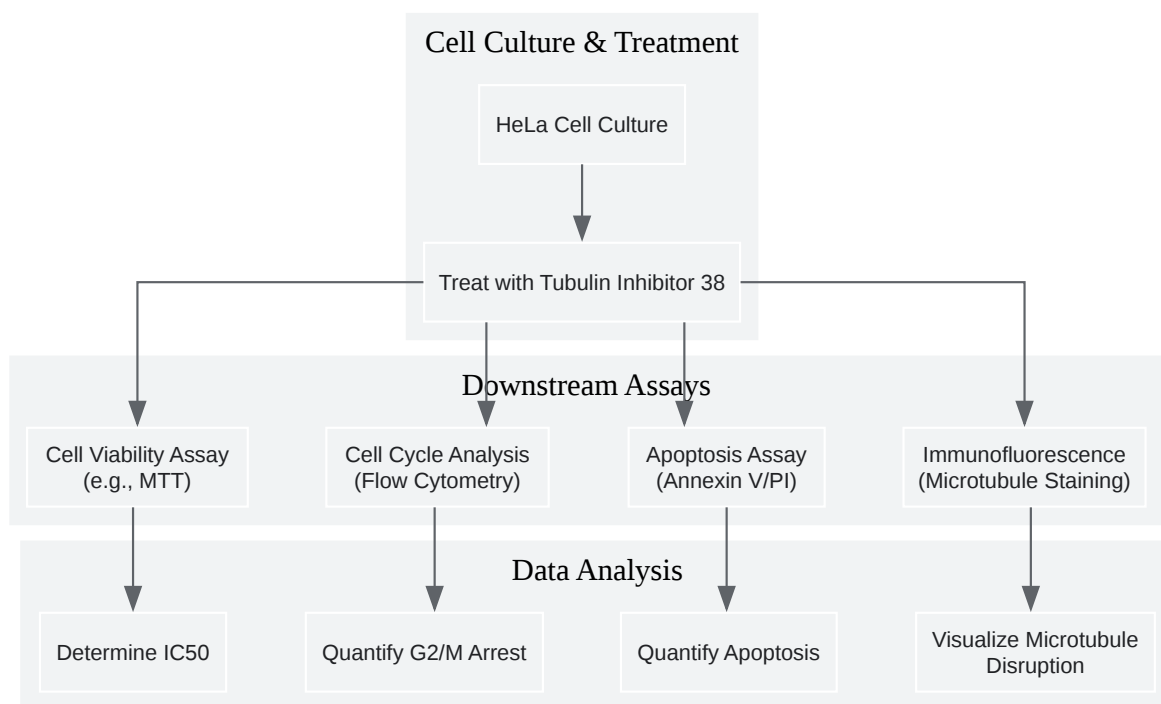 Cell Culture & Treatment
HeLa Cell Culture
Treat with Tubulin Inhibitor 38
Downstream Assays
Cell Viability Assay
(e.g., MTT)
Cell Cycle Analysis
(Flow Cytometry)
Apoptosis Assay
(Annexin V/PI)
Immunofluorescence
(Microtubule Staining)
Data Analysis
Determine IC50
Quantify G2/M Arrest
Quantify Apoptosis
Visualize Microtubule
Disruption